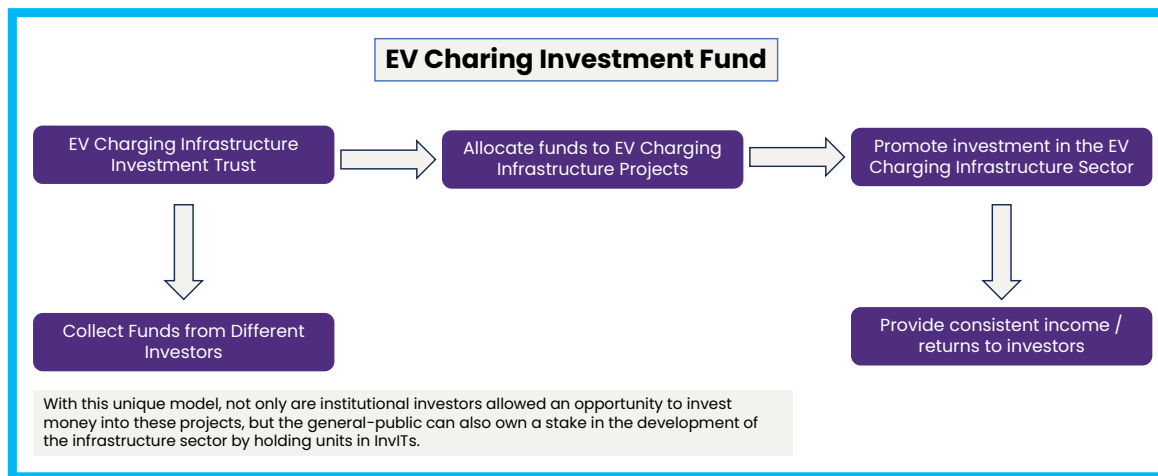 EV Charing Investment Fund
EV Charging Infrastructure
Investment Trust
Allocate funds to EV Charging
Infrastructure Projects
Promote investment in the EV
Charging Infrastructure Sector
Collect Funds from Different
Investors
Provide consistent income /
returns to investors
With this unique model, not only are institutional investors allowed an opportunity to invest
money into these projects, but the general-public can also own a stake in the development of
the infrastructure sector by holding units in InvITs.